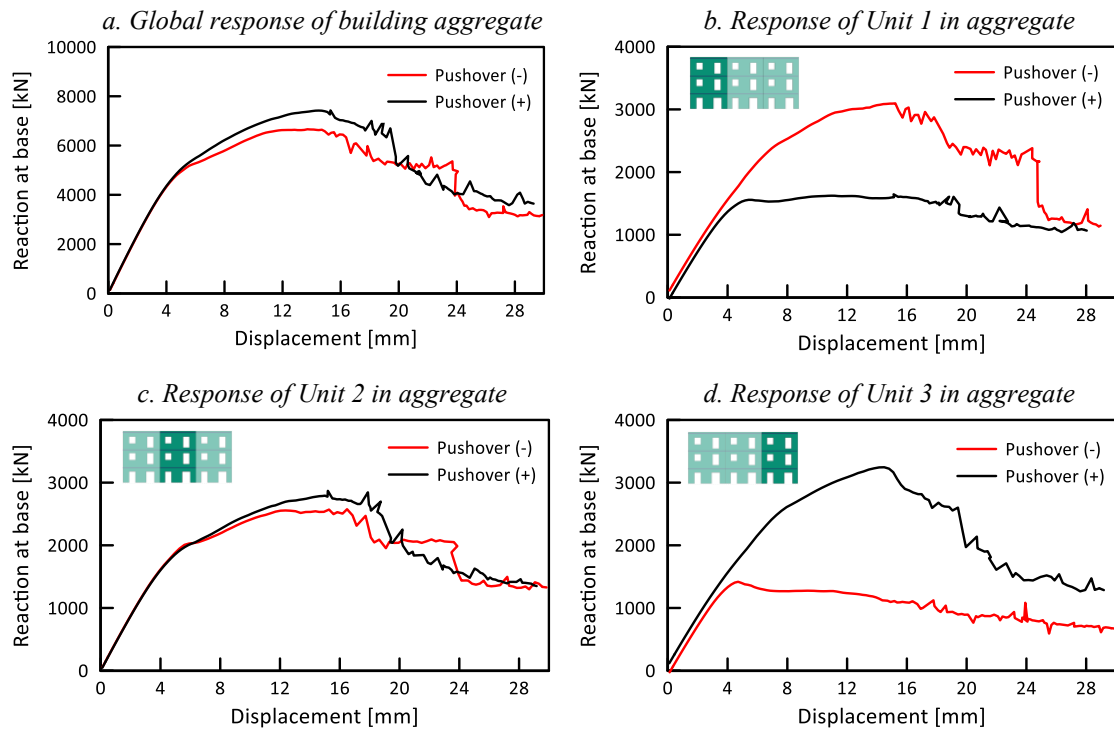 a. Global response of building aggregate
10000
8000
6000
4000
2000
0
Reaction at base [kN]
Pushover (-)
Pushover (+)
0 4 8 12 16 20 24 28
Displacement [mm]
b. Response of Unit 1 in aggregate
4000
3000
2000
1000
0
Reaction at base [kN]
Pushover (-)
Pushover (+)
0 4 8 12 16 20 24 28
Displacement [mm]
c. Response of Unit 2 in aggregate
4000
3000
2000
1000
0
Reaction at base [kN]
Pushover (-)
Pushover (+)
0 4 8 12 16 20 24 28
Displacement [mm]
d. Response of Unit 3 in aggregate
4000
3000
2000
1000
0
Reaction at base [kN]
Pushover (-)
Pushover (+)
0 4 8 12 16 20 24 28
Displacement [mm]